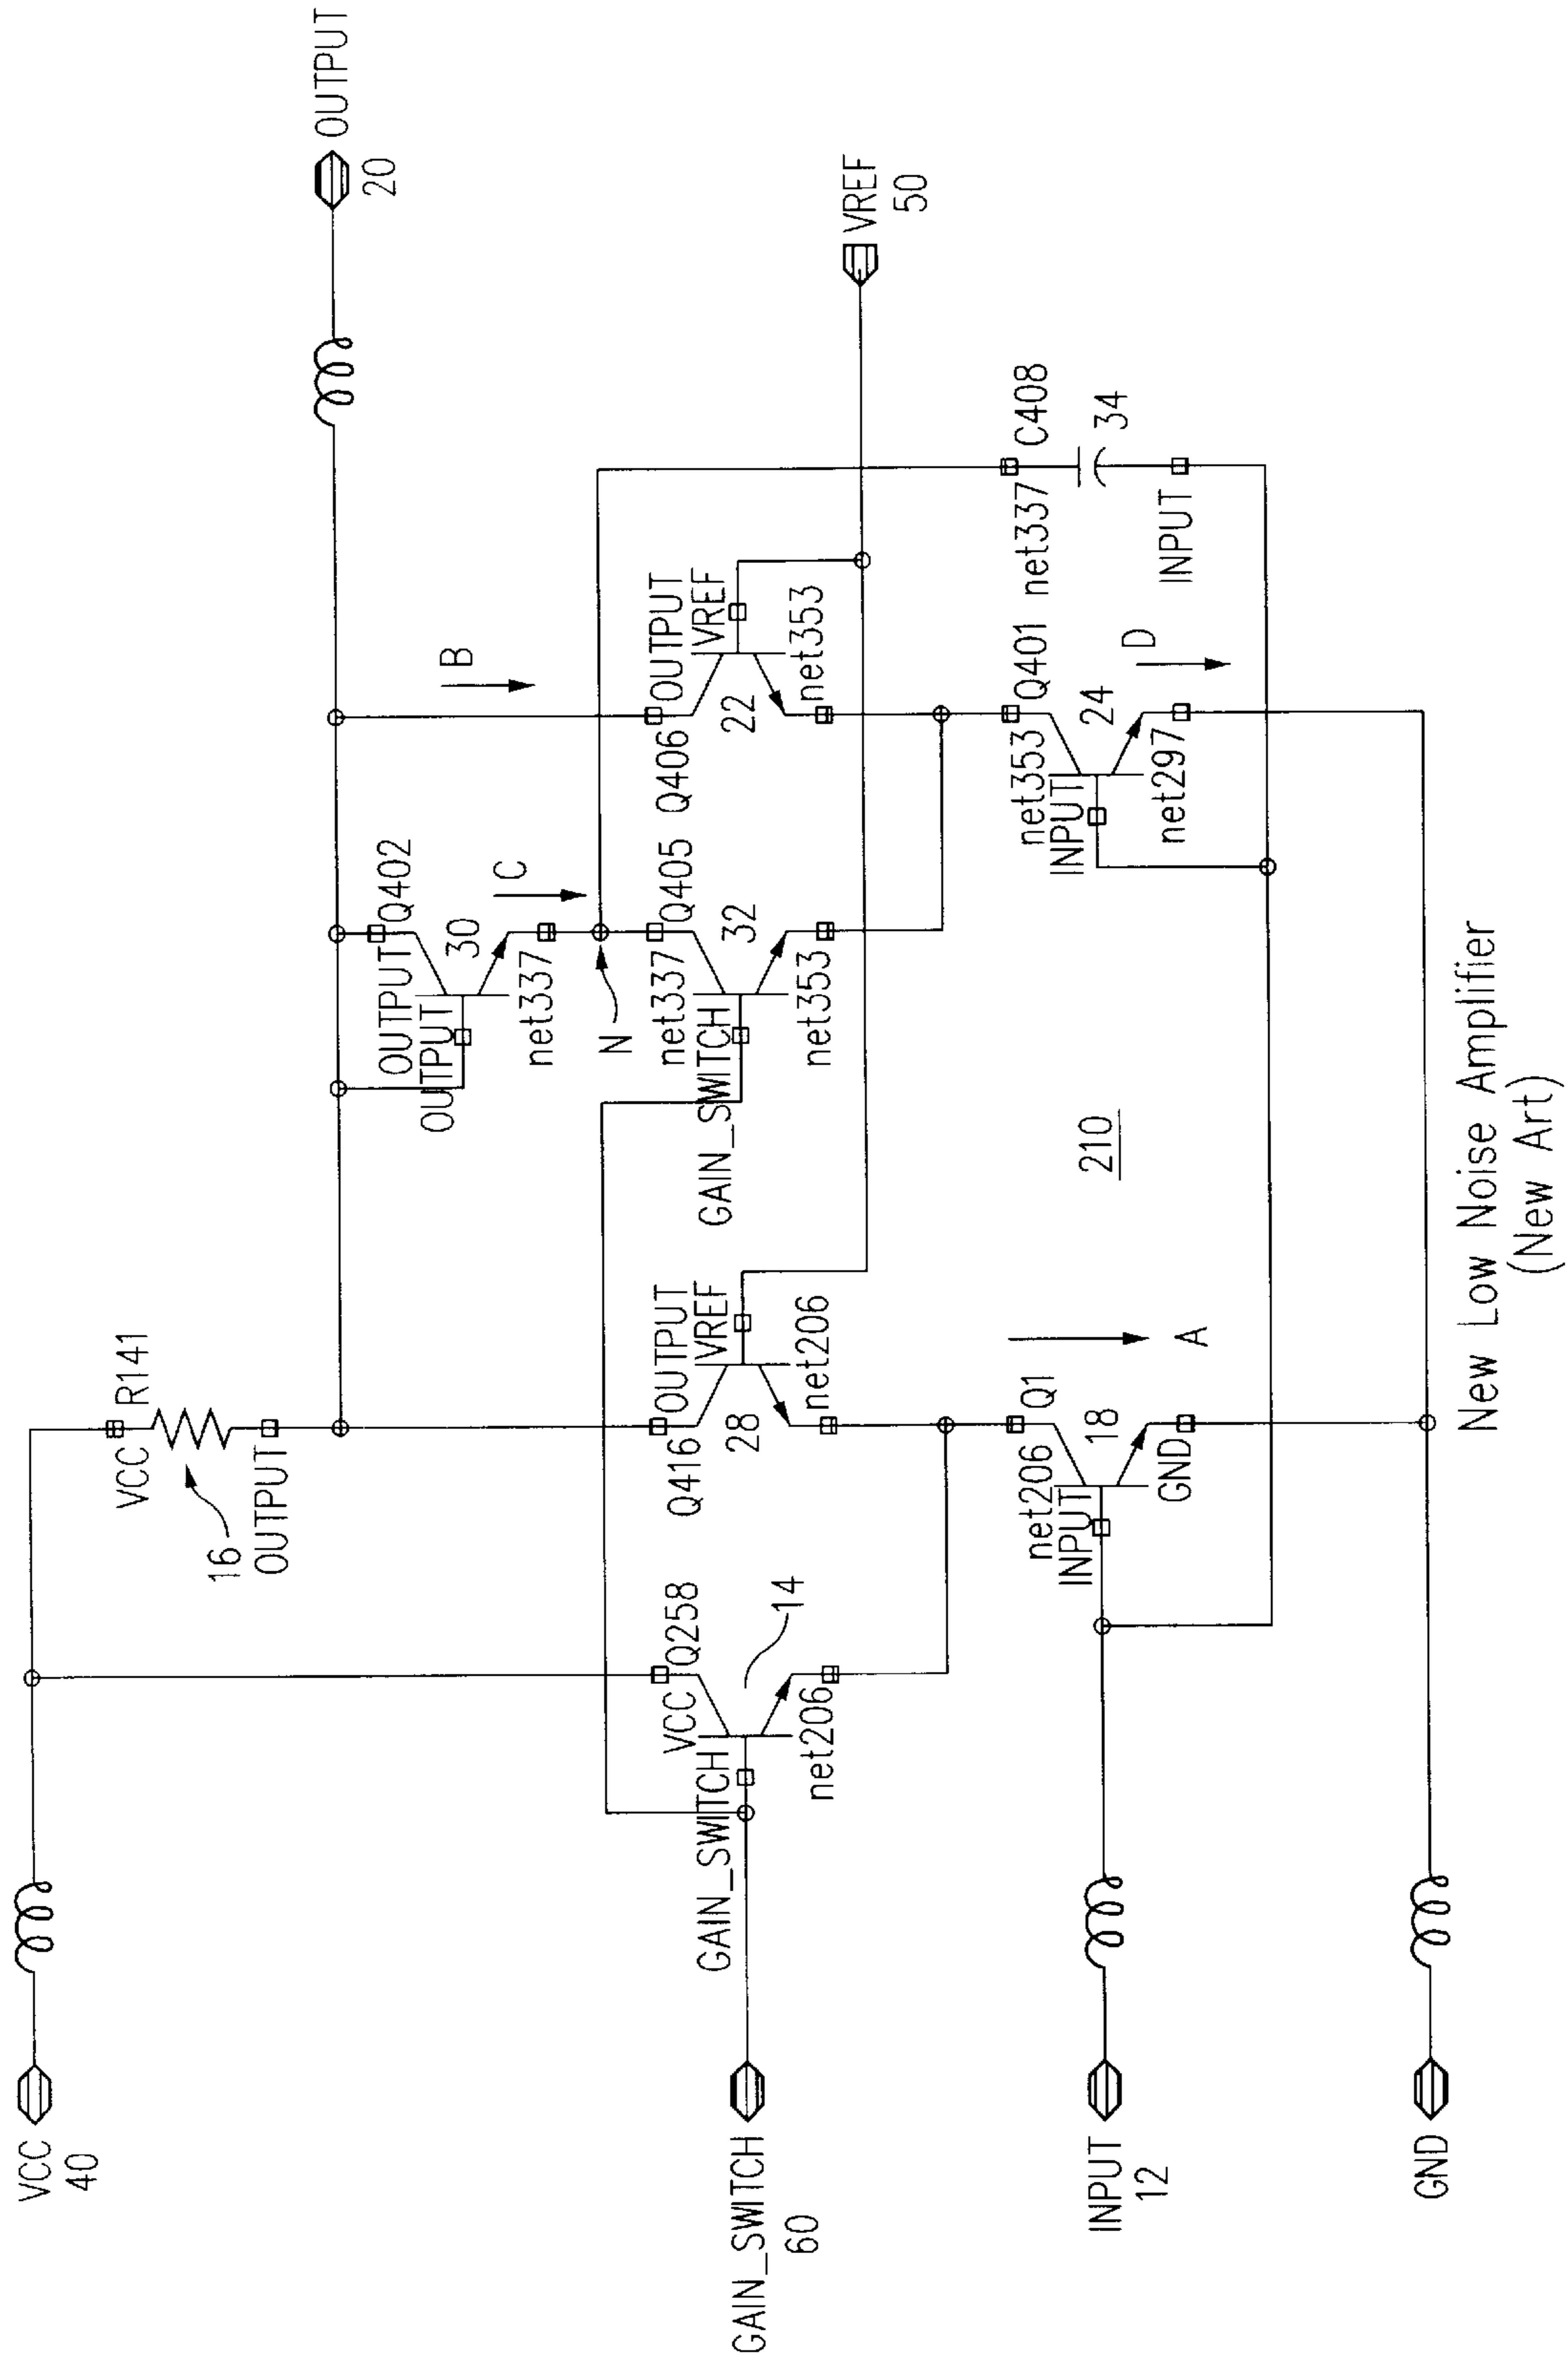 VCC
40
R141
VCC
16
OUTPUT
OUTPUT
20
Q402
OUTPUT
OUTPUT
30
net337
C
B
N
GAIN_SWITCH
60
Q258
VCC
GAIN_SWITCH
14
net206
Q416
OUTPUT
VREF
28
net206
Q405
net337
GAIN_SWITCH
32
net353
Q406
OUTPUT
VREF
22
net353
VREF
50
INPUT
12
Q1
net206
INPUT
18
GND
A
210
Q401
net353
INPUT
24
net297
D
C408
net337
34
INPUT
GND
New Low Noise Amplifier
(New Art)